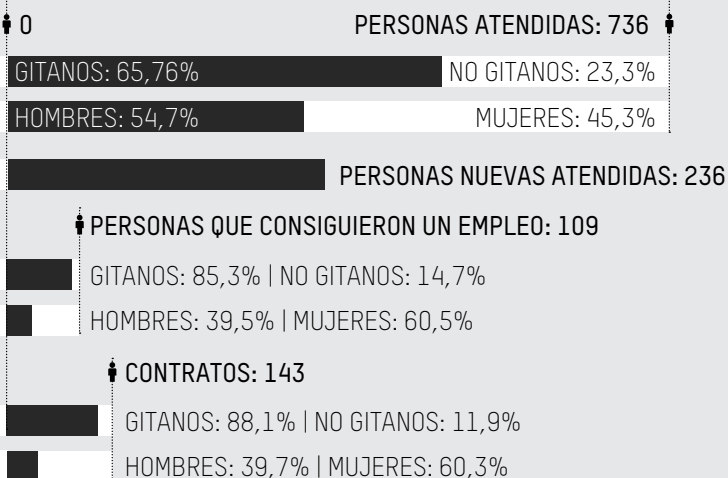 0 PERSONAS ATENDIDAS: 736
GITANOS: 65,76% NO GITANOS: 23,3%
HOMBRES: 54,7% MUJERES: 45,3%
PERSONAS NUEVAS ATENDIDAS: 236
PERSONAS QUE CONSIGUIERON UN EMPLEO: 109
GITANOS: 85,3% | NO GITANOS: 14,7%
HOMBRES: 39,5% | MUJERES: 60,5%
CONTRATOS: 143
GITANOS: 88,1% | NO GITANOS: 11,9%
HOMBRES: 39,7% | MUJERES: 60,3%